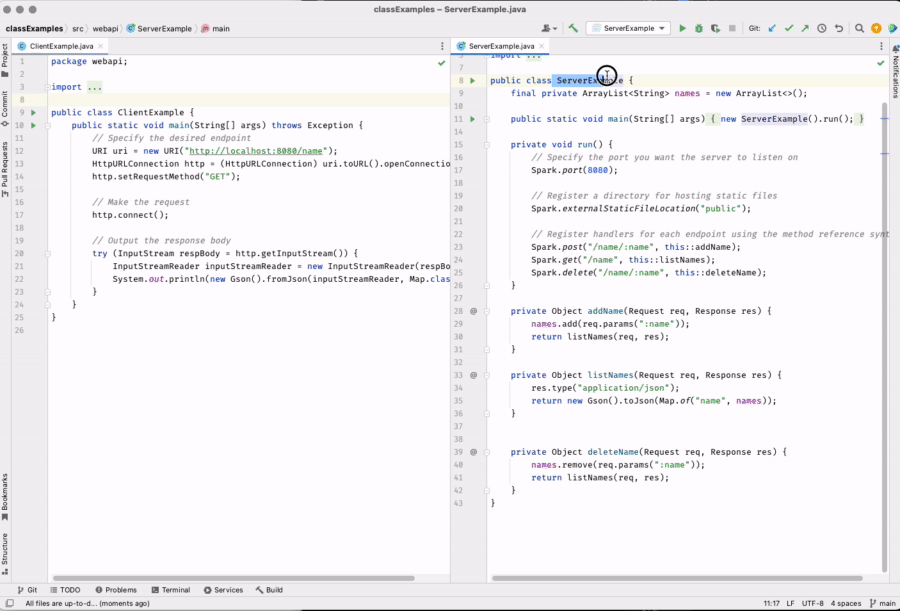 classExamples – ServerExample.java
classExamples
src
webapi
ServerExample
main
ServerExample
Git:
Project
Commit
Pull Requests
Bookmarks
Structure
Notifications
ClientExample.java
1 package webapi;
2
3 import ...
8
9 public class ClientExample {
10 public static void main(String[] args) throws Exception {
11 // Specify the desired endpoint
12 URI uri = new URI("http://localhost:8080/name");
13 HttpURLConnection http = (HttpURLConnection) uri.toURL().openConnectio
14 http.setRequestMethod("GET");
15
16 // Make the request
17 http.connect();
18
19 // Output the response body
20 try (InputStream respBody = http.getInputStream()) {
21 InputStreamReader inputStreamReader = new InputStreamReader(respBo
22 System.out.println(new Gson().fromJson(inputStreamReader, Map.clas
23 }
24 }
25 }
26
ServerExample.java
import ...
7
8 public class ServerExample {
9 final private ArrayList<String> names = new ArrayList<>();
10
11 public static void main(String[] args) { new ServerExample().run(); }
14
15 private void run() {
16 // Specify the port you want the server to listen on
17 Spark.port(8080);
18
19 // Register a directory for hosting static files
20 Spark.externalStaticFileLocation("public");
21
22 // Register handlers for each endpoint using the method reference synt
23 Spark.post("/name/:name", this::addName);
24 Spark.get("/name", this::listNames);
25 Spark.delete("/name/:name", this::deleteName);
26 }
27
28 @ private Object addName(Request req, Response res) {
29 names.add(req.params(":name"));
30 return listNames(req, res);
31 }
32
33 @ private Object listNames(Request req, Response res) {
34 res.type("application/json");
35 return new Gson().toJson(Map.of("name", names));
36 }
37
38
39 @ private Object deleteName(Request req, Response res) {
40 names.remove(req.params(":name"));
41 return listNames(req, res);
42 }
43 }
Git
TODO
Problems
Terminal
Services
Build
All files are up-to-d... (moments ago)
11:17 LF UTF-8 4 spaces main